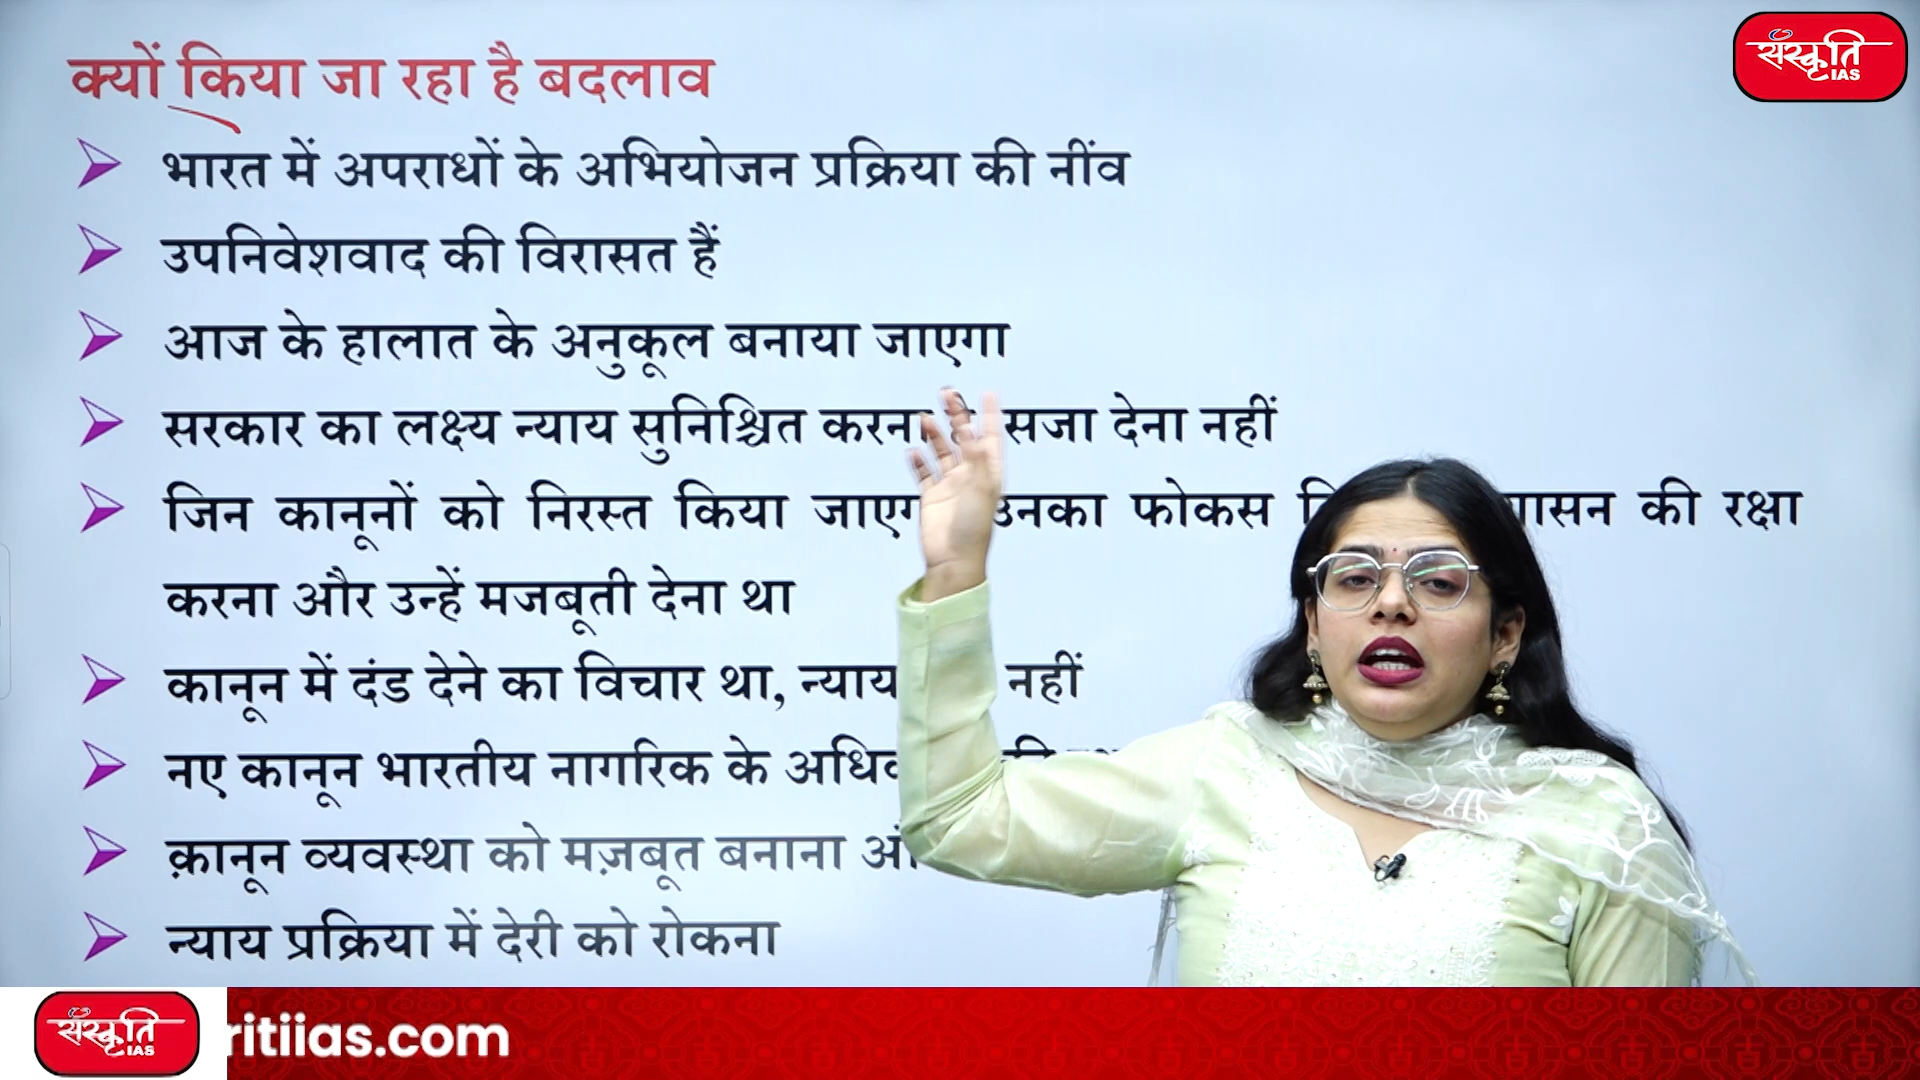 संस्कृति
IAS
क्यों किया जा रहा है बदलाव
भारत में अपराधों के अभियोजन प्रक्रिया की नींव
उपनिवेशवाद की विरासत हैं
आज के हालात के अनुकूल बनाया जाएगा
सरकार का लक्ष्य न्याय सुनिश्चित करना सजा देना नहीं
जिन कानूनों को निरस्त किया उनका फोकस की रक्षा
करना और उन्हें मजबूती देना था
कानून में दंड देने का विचार था, न्याय नहीं
नए कानून भारतीय नागरिक के
क़ानून व्यवस्था को मज़बूत बनाना
न्याय प्रक्रिया में देरी को रोकना
संस्कृति
IAS
ritiias.com